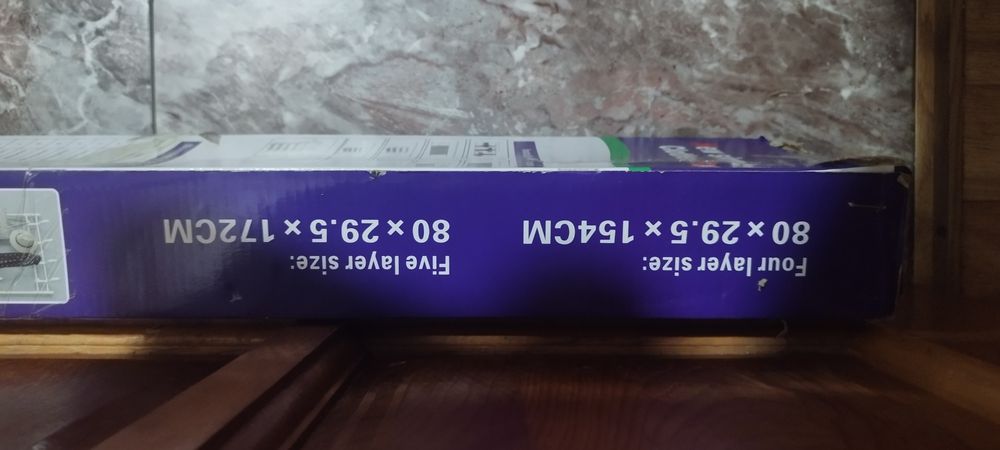 Four layer size:
80 x 29.5 x 154CM
Five layer size:
80 x 29.5 x 172CM